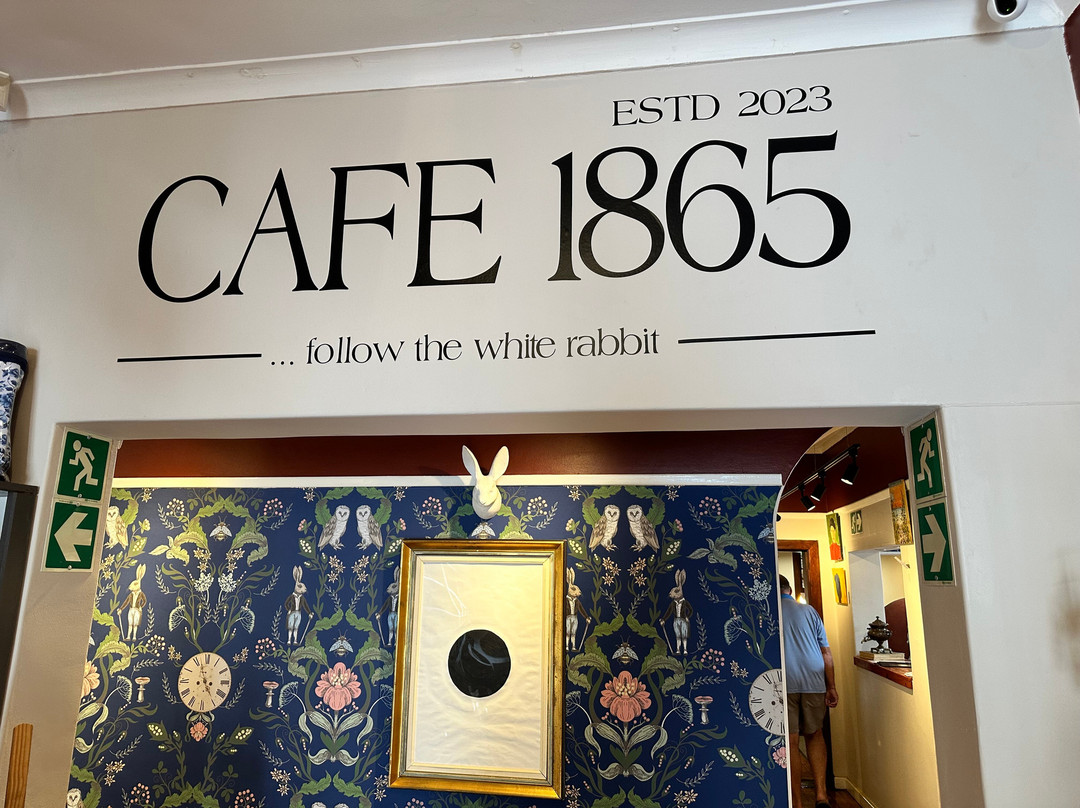 ESTD 2023
CAFE 1865
... follow the white rabbit